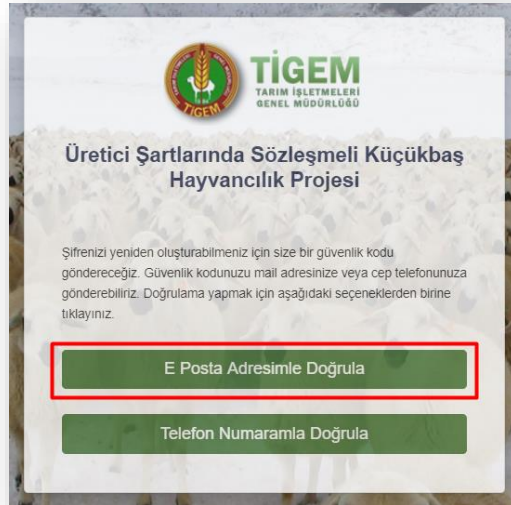 TİGEM
TARIM İŞLETMELERİ
GENEL MÜDÜRLÜĞÜ
TİGEM
Üretici Şartlarında Sözleşmeli Küçükbaş
Hayvancılık Projesi
Şifrenizi yeniden oluşturabilmeniz için size bir güvenlik kodu
göndereceğiz. Güvenlik kodunuzu mail adresinize veya cep telefonunuza
gönderebiliriz. Doğrulama yapmak için aşağıdaki seçeneklerden birine
tıklayınız.
E Posta Adresimle Doğrula
Telefon Numaramla Doğrula